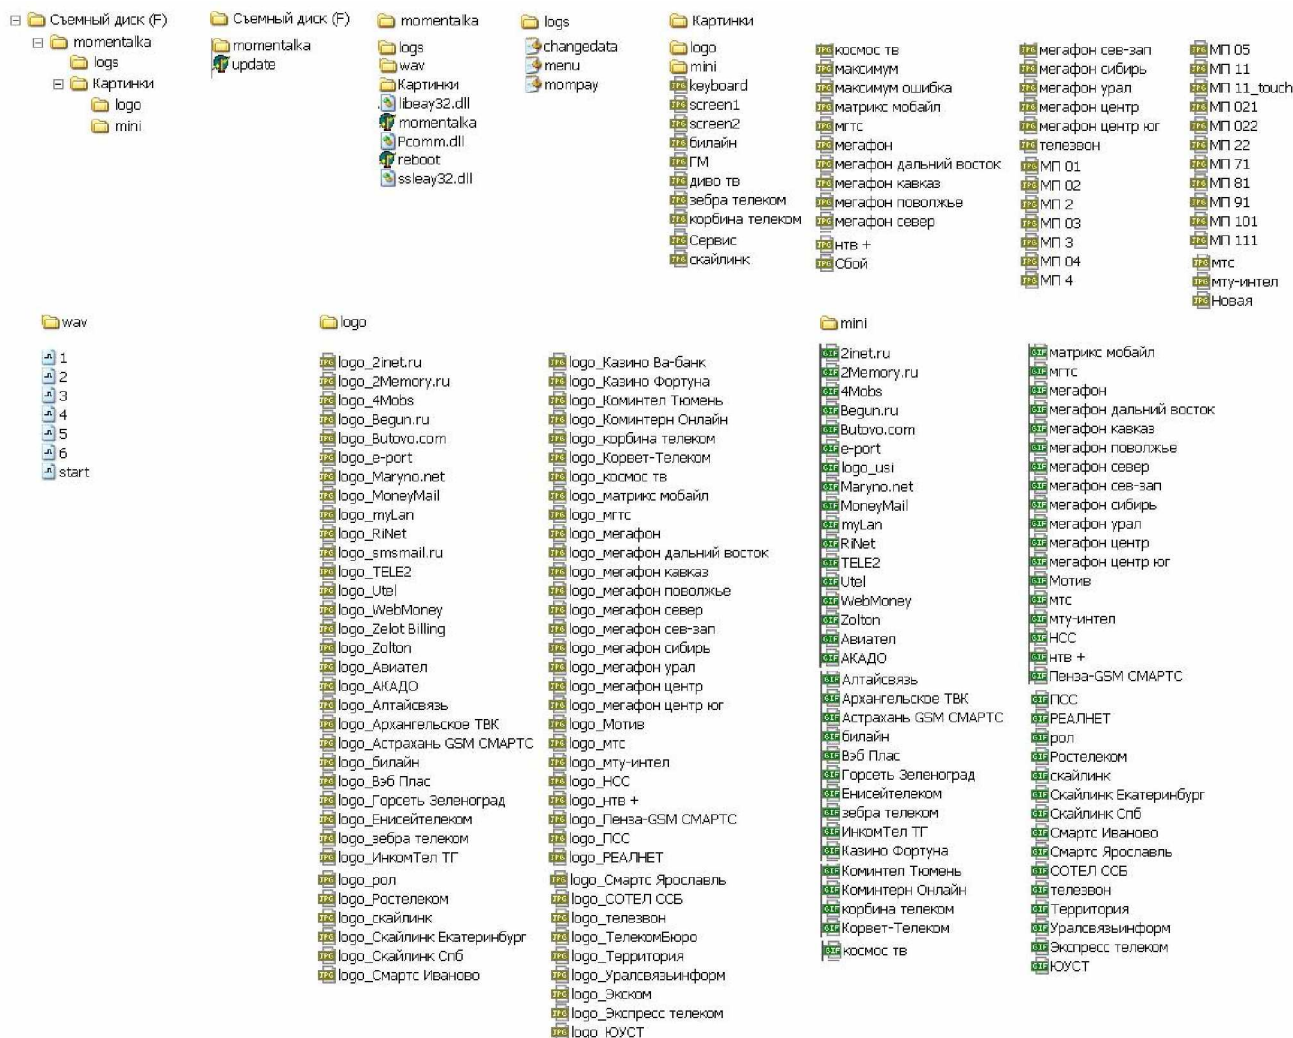 Съемный диск (F)
momentalka
logs
Картинки
logo
mini
Съемный диск (F)
momentalka
update
momentalka
logs
wav
Картинки
libeay32.dll
momentalka
Pcomm.dll
reboot
ssleay32.dll
logs
changedata
menu
mompay
Картинки
logo
mini
keyboard
screen1
screen2
билайн
ГМ
диво тв
зебра телеком
корбина телеком
Сервис
скайлинк
космос тв
максимум
максимум ошибка
матрикс мобайл
мгтс
мегафон
мегафон дальний восток
мегафон кавказ
мегафон поволжье
мегафон север
нтв +
Сбой
мегафон сев-зап
мегафон сибирь
мегафон урал
мегафон центр
мегафон центр юг
телезвон
МП 01
МП 02
МП 2
МП 03
МП 3
МП 04
МП 4
МП 05
МП 11
МП 11_touch
МП 021
МП 022
МП 22
МП 71
МП 81
МП 91
МП 101
МП 111
мтс
мту-интел
Новая
wav
1
2
3
4
5
6
start
logo
logo_2inet.ru
logo_2Memory.ru
logo_4Mobs
logo_Begun.ru
logo_Butovo.com
logo_e-port
logo_Maryno.net
logo_MoneyMail
logo_myLan
logo_RiNet
logo_smsmail.ru
logo_TELE2
logo_Utel
logo_WebMoney
logo_Zelot Billing
logo_Zolton
logo_Авиател
logo_АКАДО
logo_Алтайсвязь
logo_Архангельское ТВК
logo_Астрахань GSM СМАРТС
logo_билайн
logo_Вэб Плас
logo_Горсеть Зеленоград
logo_Енисейтелеком
logo_зебра телеком
logo_ИнкомТел ТГ
logo_рол
logo_Ростелеком
logo_скайлинк
logo_Скайлинк Екатеринбург
logo_Скайлинк Спб
logo_Смартс Иваново
logo_Казино Ва-банк
logo_Казино Фортуна
logo_Коминтел Тюмень
logo_Коминтерн Онлайн
logo_корбина телеком
logo_Корвет-Телеком
logo_космос тв
logo_матрикс мобайл
logo_мгтс
logo_мегафон
logo_мегафон дальний восток
logo_мегафон кавказ
logo_мегафон поволжье
logo_мегафон север
logo_мегафон сев-зап
logo_мегафон сибирь
logo_мегафон урал
logo_мегафон центр
logo_мегафон центр юг
logo_Мотив
logo_мтс
logo_мту-интел
logo_НСС
logo_нтв +
logo_Пенза-GSM СМАРТС
logo_ПСС
logo_РЕАЛНЕТ
logo_Смартс Ярославль
logo_СОТЕЛ ССБ
logo_телезвон
logo_ТелекомБюро
logo_Территория
logo_Уралсвязьинформ
logo_Экском
logo_Экспресс телеком
logo_ЮУСТ
mini
2inet.ru
2Memory.ru
4Mobs
Begun.ru
Butovo.com
e-port
logo_usi
Maryno.net
MoneyMail
myLan
RiNet
TELE2
Utel
WebMoney
Zolton
Авиател
АКАДО
Алтайсвязь
Архангельское ТВК
Астрахань GSM СМАРТС
билайн
Вэб Плас
Горсеть Зеленоград
Енисейтелеком
зебра телеком
ИнкомТел ТГ
Казино Фортуна
Коминтел Тюмень
Коминтерн Онлайн
корбина телеком
Корвет-Телеком
космос тв
матрикс мобайл
мгтс
мегафон
мегафон дальний восток
мегафон кавказ
мегафон поволжье
мегафон север
мегафон сев-зап
мегафон сибирь
мегафон урал
мегафон центр
мегафон центр юг
Мотив
мтс
мту-интел
НСС
нтв +
Пенза-GSM СМАРТС
ПСС
РЕАЛНЕТ
рол
Ростелеком
скайлинк
Скайлинк Екатеринбург
Скайлинк Спб
Смартс Иваново
Смартс Ярославль
СОТЕЛ ССБ
телезвон
Территория
Уралсвязьинформ
Экспресс телеком
ЮУСТ